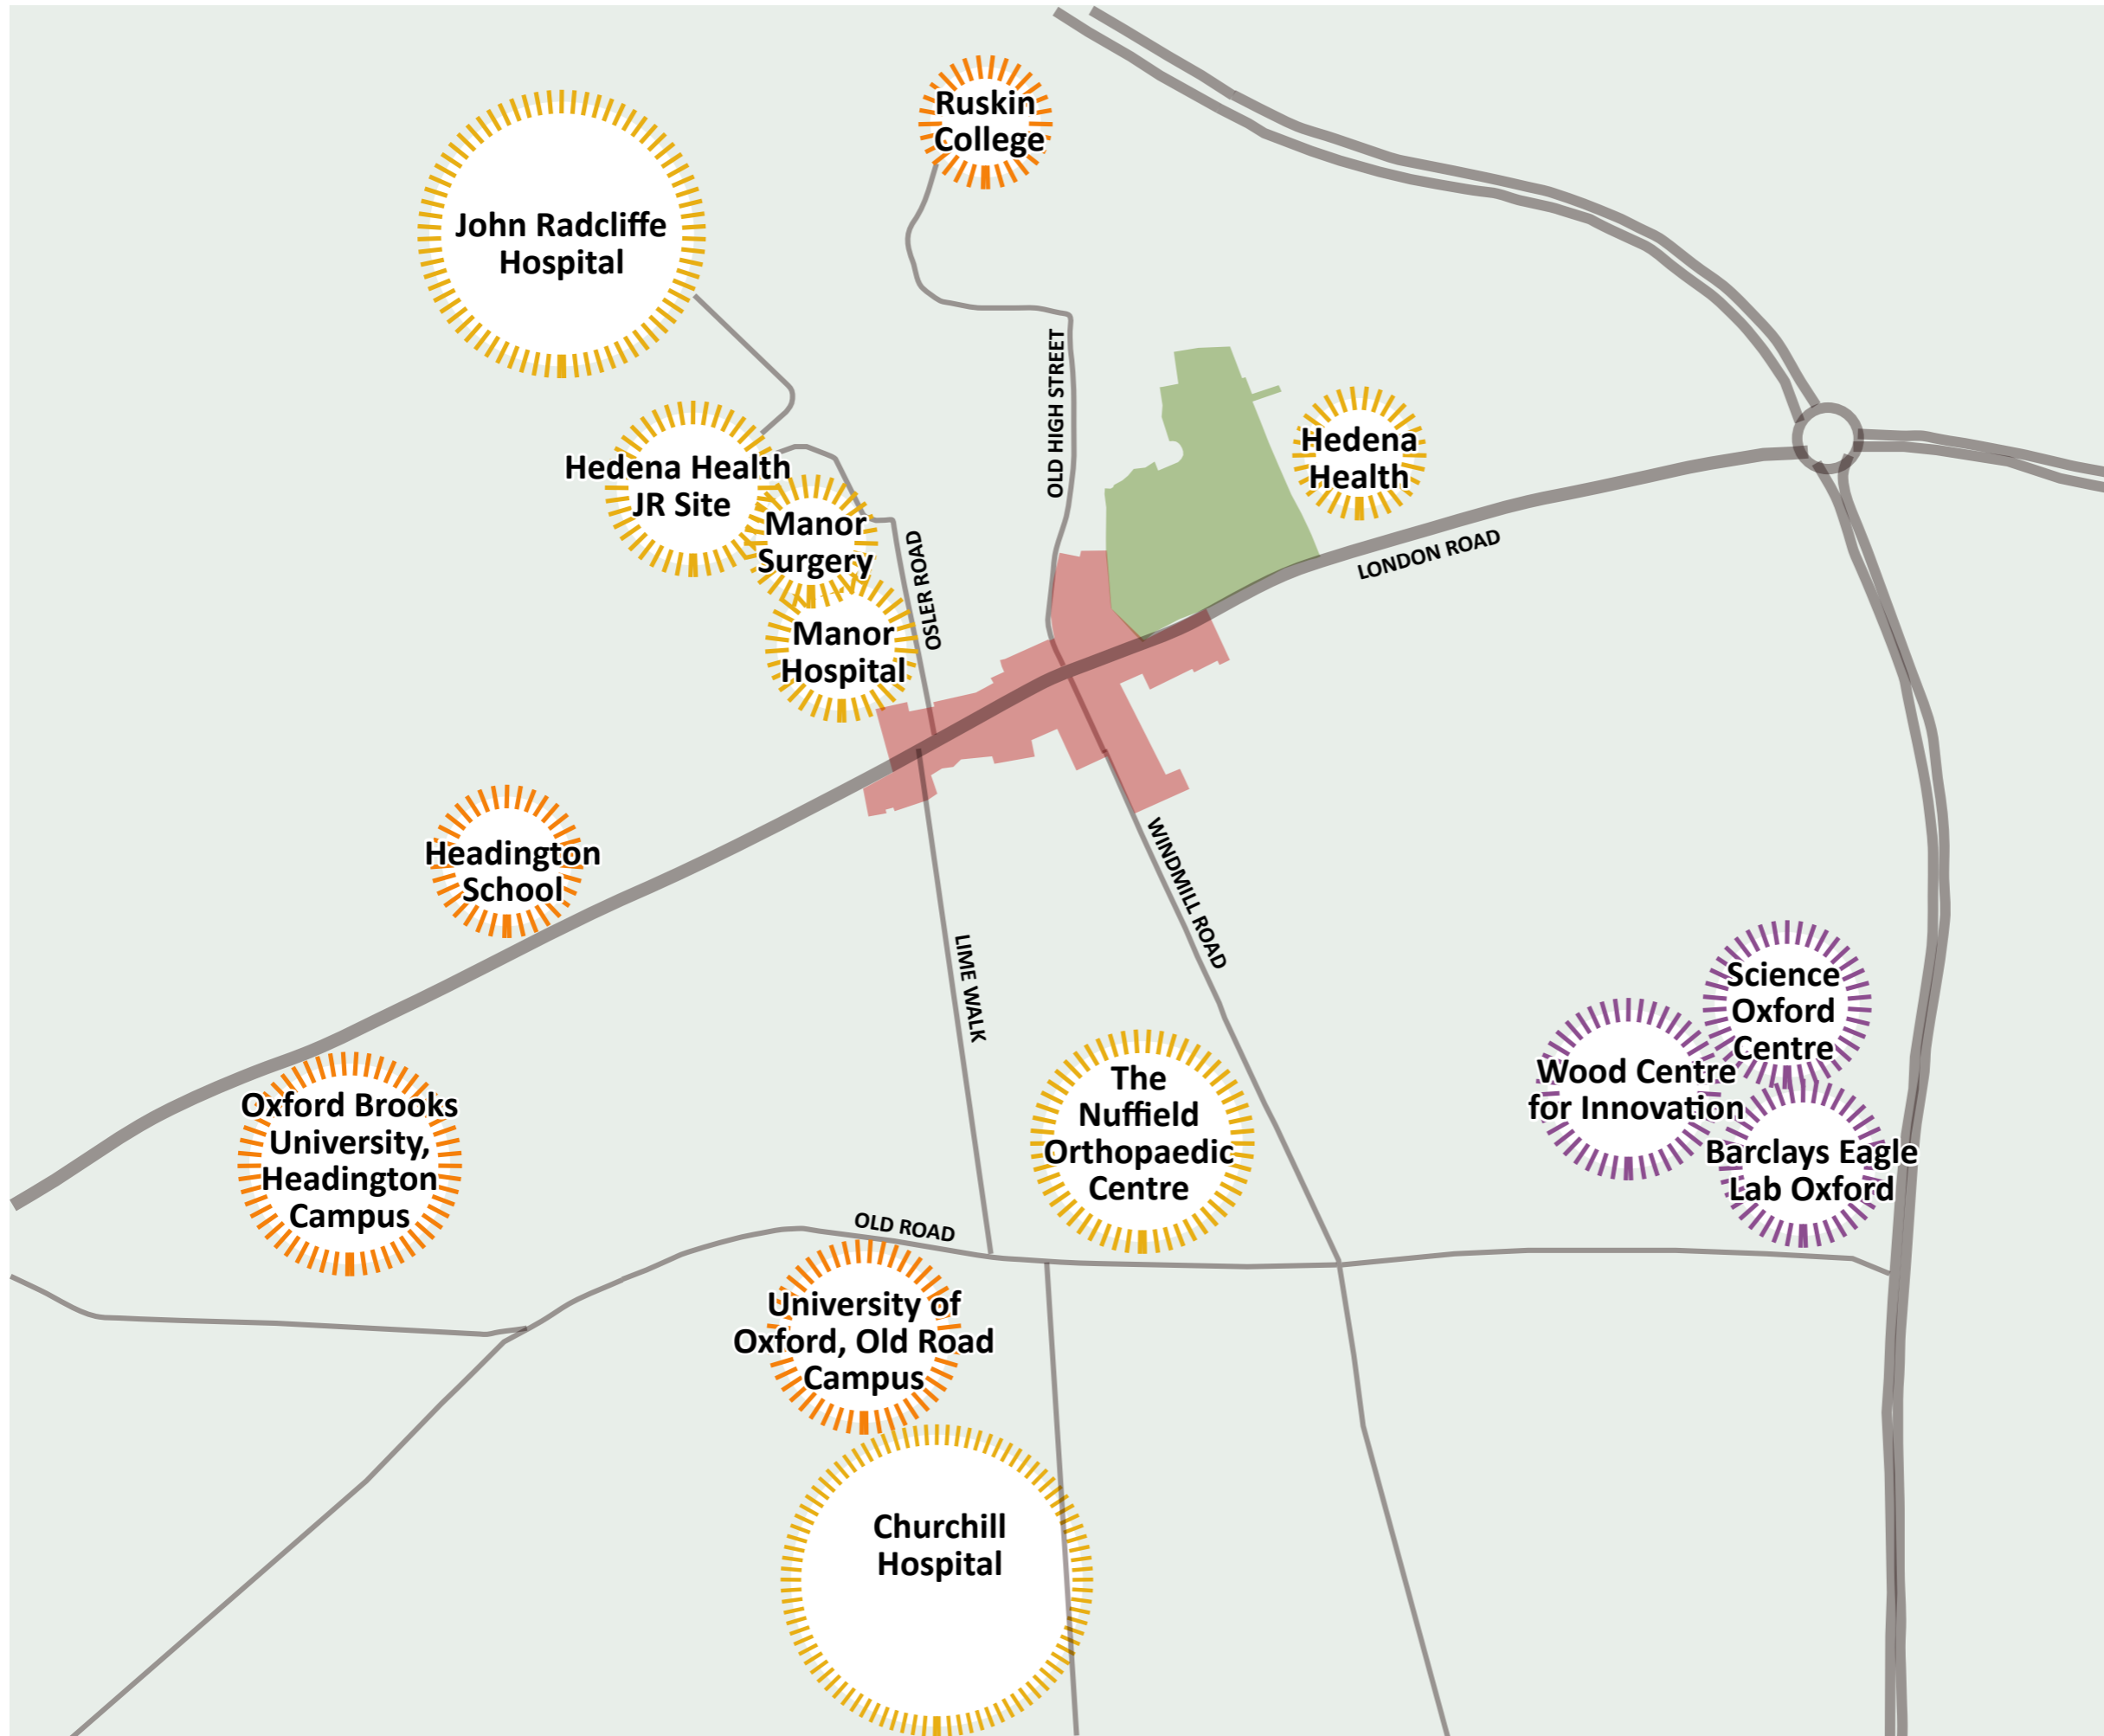 Ruskin
College
John Radcliffe
Hospital
OLD HIGH STREET
Hedena
Health
Hedena Health
JR Site
Manor
Surgery
OSLER ROAD
LONDON ROAD
Manor
Hospital
Headington
School
WINDMILL ROAD
LIME WALK
Science
Oxford
Centre
Wood Centre
for Innovation
Barclays Eagle
Lab Oxford
The
Nuffield
Orthopaedic
Centre
Oxford Brooks
University,
Headington
Campus
OLD ROAD
University of
Oxford, Old Road
Campus
Churchill
Hospital